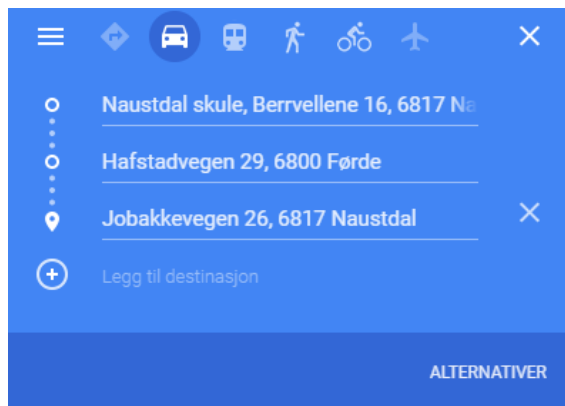 Naustdal skule, Berrvellene 16, 6817 Na
Hafstadvegen 29, 6800 Førde
Jobakkevegen 26, 6817 Naustdal
Legg til destinasjon
ALTERNATIVER